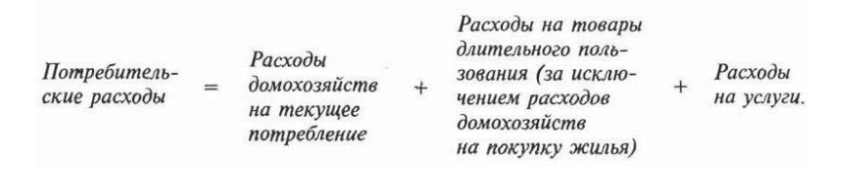 Потребитель-
ские расходы
=
Расходы
домохозяйств
на текущее
потребление
+
Расходы на товары
длительного поль-
зования (за исклю-
чением расходов
домохозяйств
на покупку жилья)
+
Расходы
на услуги.